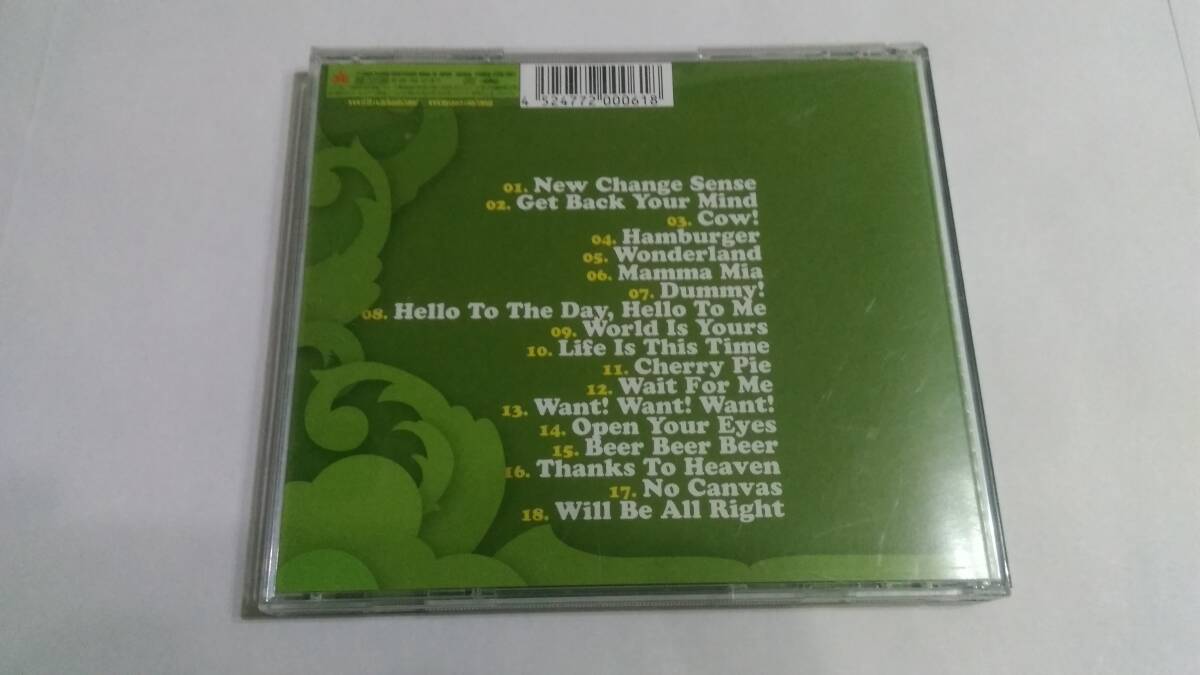 4 524772 000618
01. New Change Sense
02. Get Back Your Mind
03. Cow!
04. Hamburger
05. Wonderland
06. Mamma Mia
07. Dummy!
08. Hello To The Day, Hello To Me
09. World Is Yours
10. Life Is This Time
11. Cherry Pie
12. Wait For Me
13. Want! Want! Want!
14. Open Your Eyes
15. Beer Beer Beer
16. Thanks To Heaven
17. No Canvas
18. Will Be All Right